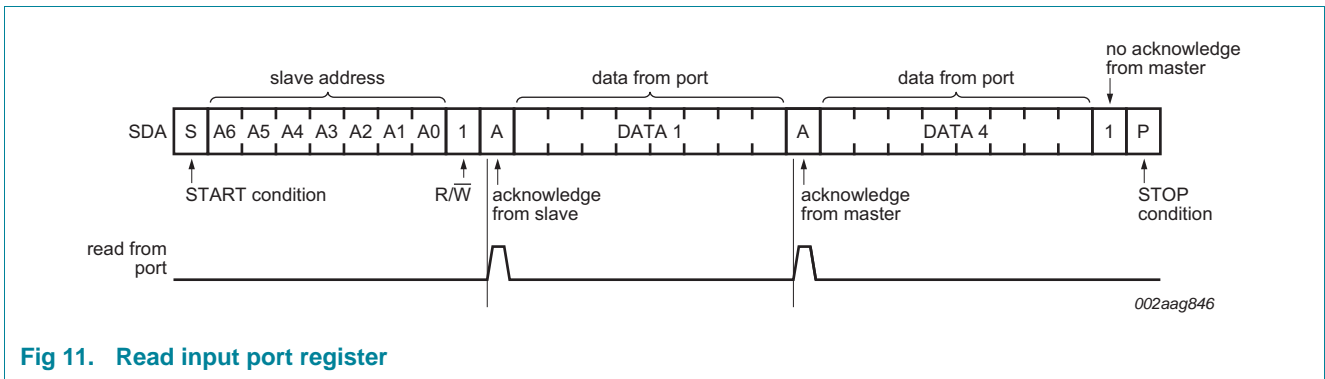 no acknowledge
from master
slave address
data from port
data from port
SDA S A6 A5 A4 A3 A2 A1 A0 1 A DATA 1 A DATA 4 1 P
START condition
R/W̅
acknowledge
from slave
acknowledge
from master
STOP
condition
read from
port
002aag846
Fig 11. Read input port register